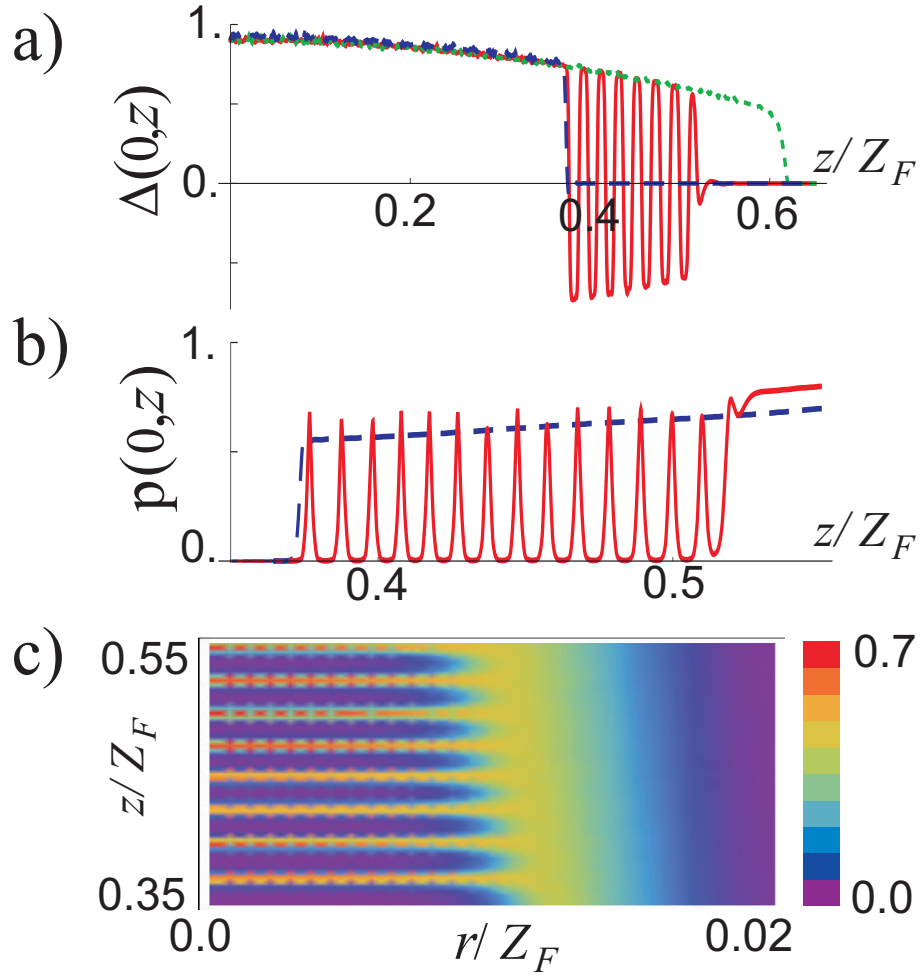 a)
1.
0.
Δ(0,z)
0.2
0.4
0.6
z/Z_F
b)
1.
0.
p(0,z)
0.4
0.5
z/Z_F
c)
0.55
0.35
z/Z_F
0.0
r/Z_F
0.02
0.7
0.0